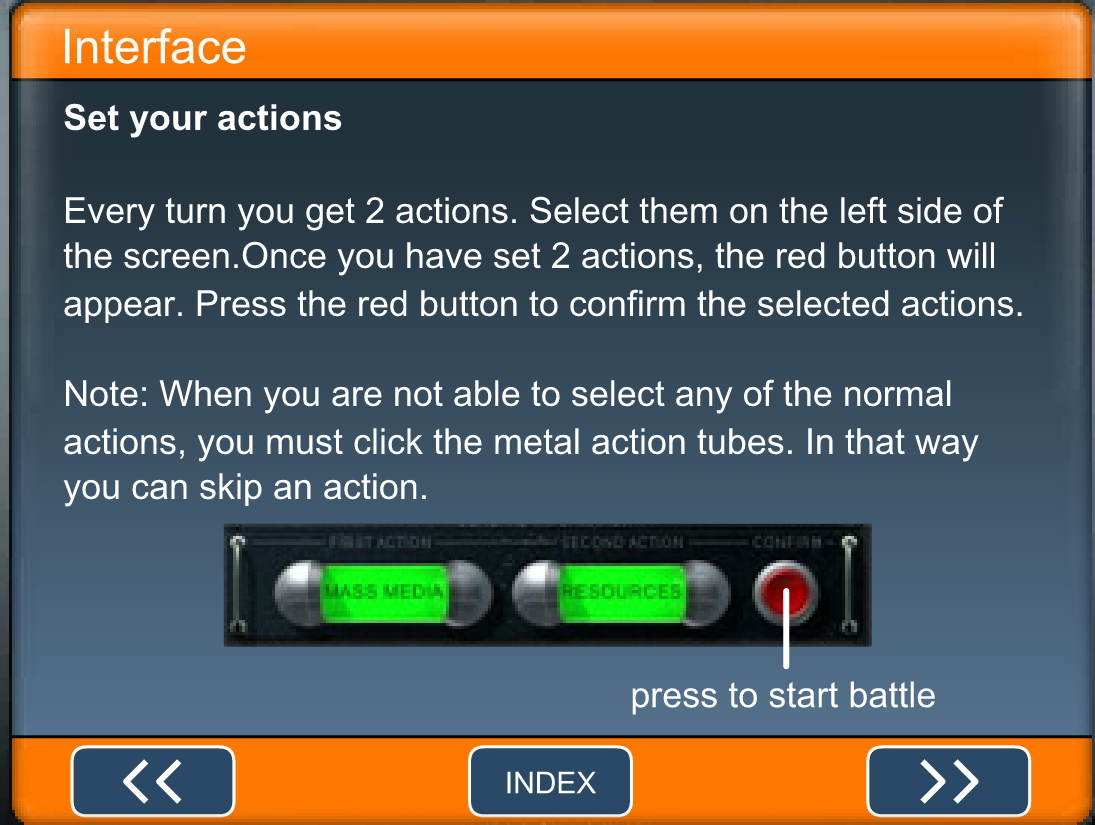 Interface
Set your actions
Every turn you get 2 actions. Select them on the left side of
the screen.Once you have set 2 actions, the red button will
appear. Press the red button to confirm the selected actions.
Note: When you are not able to select any of the normal
actions, you must click the metal action tubes. In that way
you can skip an action.
FIRST ACTION SECOND ACTION CONFIRM
MASS MEDIA RESOURCES
press to start battle
<< INDEX >>